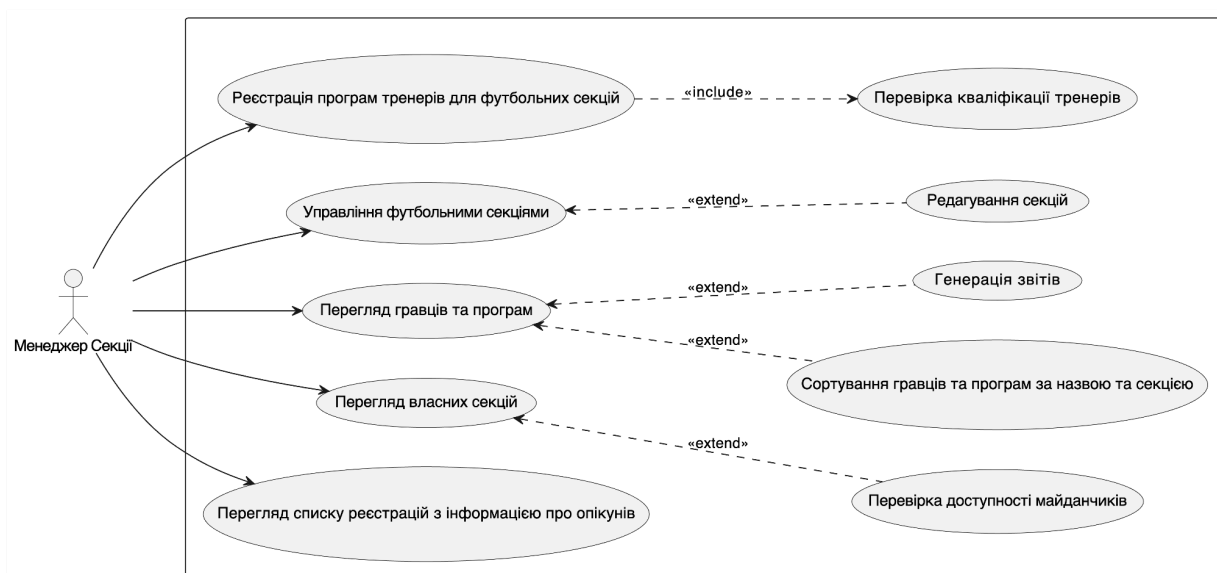 Реєстрація програм тренерів для футбольних секцій
«include»
Перевірка кваліфікації тренерів
Управління футбольними секціями
«extend»
Редагування секцій
Генерація звітів
«extend»
Перегляд гравців та програм
«extend»
Менеджер Секції
Сортування гравців та програм за назвою та секцією
Перегляд власних секцій
«extend»
Перевірка доступності майданчиків
Перегляд списку реєстрацій з інформацією про опікунів